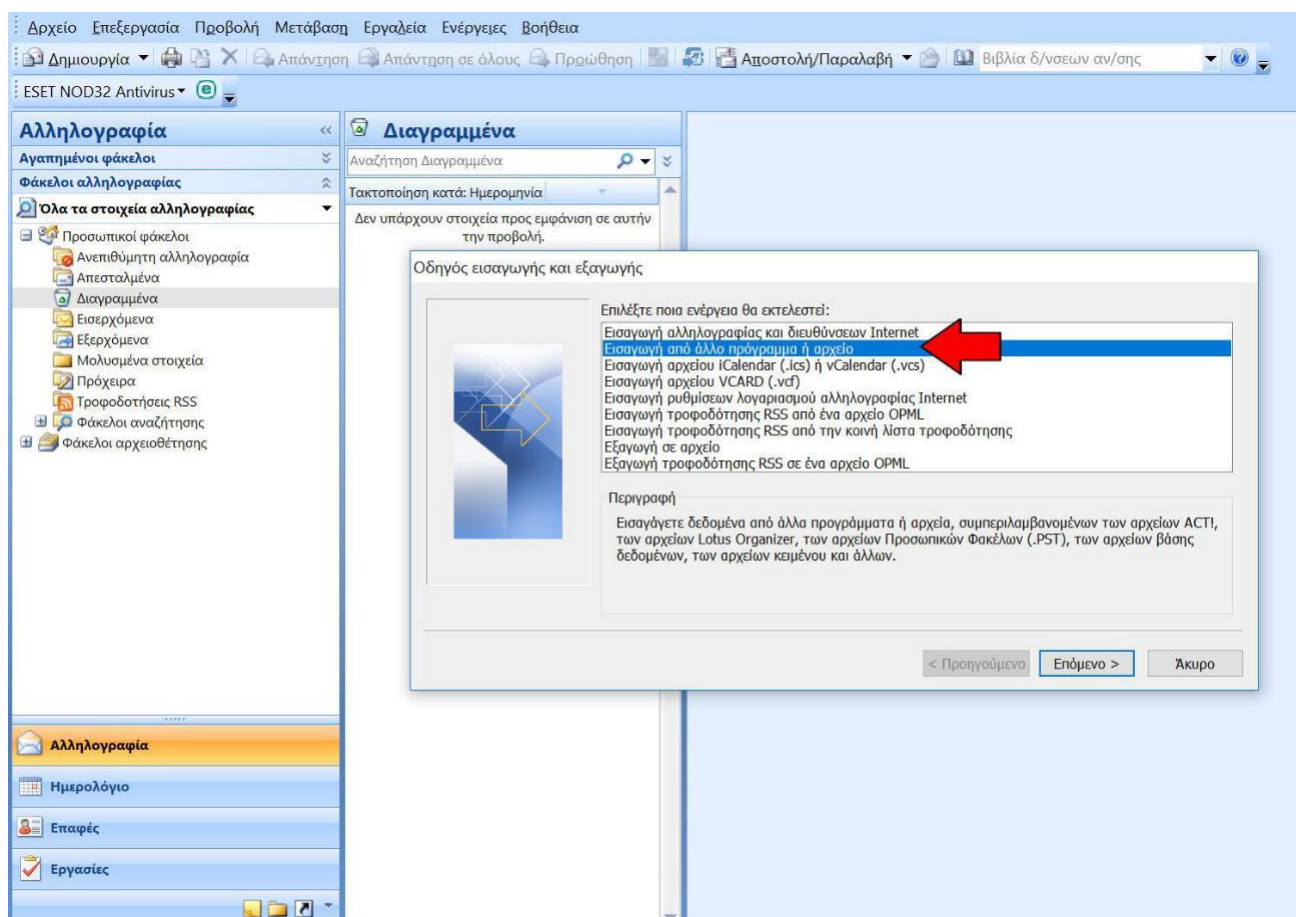 Αρχείο Επεξεργασία Προβολή Μετάβαση Εργαλεία Ενέργειες Βοήθεια
Δημιουργία Απάντηση Απάντηση σε όλους Προώθηση Αποστολή/Παραλαβή Βιβλία δ/νσεων αν/σης
ESET NOD32 Antivirus
Αλληλογραφία
Αγαπημένοι φάκελοι
Φάκελοι αλληλογραφίας
Όλα τα στοιχεία αλληλογραφίας
Προσωπικοί φάκελοι
Ανεπιθύμητη αλληλογραφία
Απεσταλμένα
Διαγραμμένα
Εισερχόμενα
Εξερχόμενα
Μολυσμένα στοιχεία
Πρόχειρα
Τροφοδοτήσεις RSS
Φάκελοι αναζήτησης
Φάκελοι αρχειοθέτησης
Αλληλογραφία
Ημερολόγιο
Επαφές
Εργασίες
Διαγραμμένα
Αναζήτηση Διαγραμμένα
Τακτοποίηση κατά: Ημερομηνία
Δεν υπάρχουν στοιχεία προς εμφάνιση σε αυτήν
την προβολή.
Οδηγός εισαγωγής και εξαγωγής
Επιλέξτε ποια ενέργεια θα εκτελεστεί:
Εισαγωγή αλληλογραφίας και διευθύνσεων Internet
Εισαγωγή από άλλο πρόγραμμα ή αρχείο
Εισαγωγή αρχείου iCalendar (.ics) ή vCalendar (.vcs)
Εισαγωγή αρχείου VCARD (.vcf)
Εισαγωγή ρυθμίσεων λογαριασμού αλληλογραφίας Internet
Εισαγωγή τροφοδότησης RSS από ένα αρχείο OPML
Εισαγωγή τροφοδότησης RSS από την κοινή λίστα τροφοδότησης
Εξαγωγή σε αρχείο
Εξαγωγή τροφοδότησης RSS σε ένα αρχείο OPML
Περιγραφή
Εισαγάγετε δεδομένα από άλλα προγράμματα ή αρχεία, συμπεριλαμβανομένων των αρχείων ACT!,
των αρχείων Lotus Organizer, των αρχείων Προσωπικών Φακέλων (.PST), των αρχείων βάσης
δεδομένων, των αρχείων κειμένου και άλλων.
< Προηγούμενο Επόμενο > Άκυρο